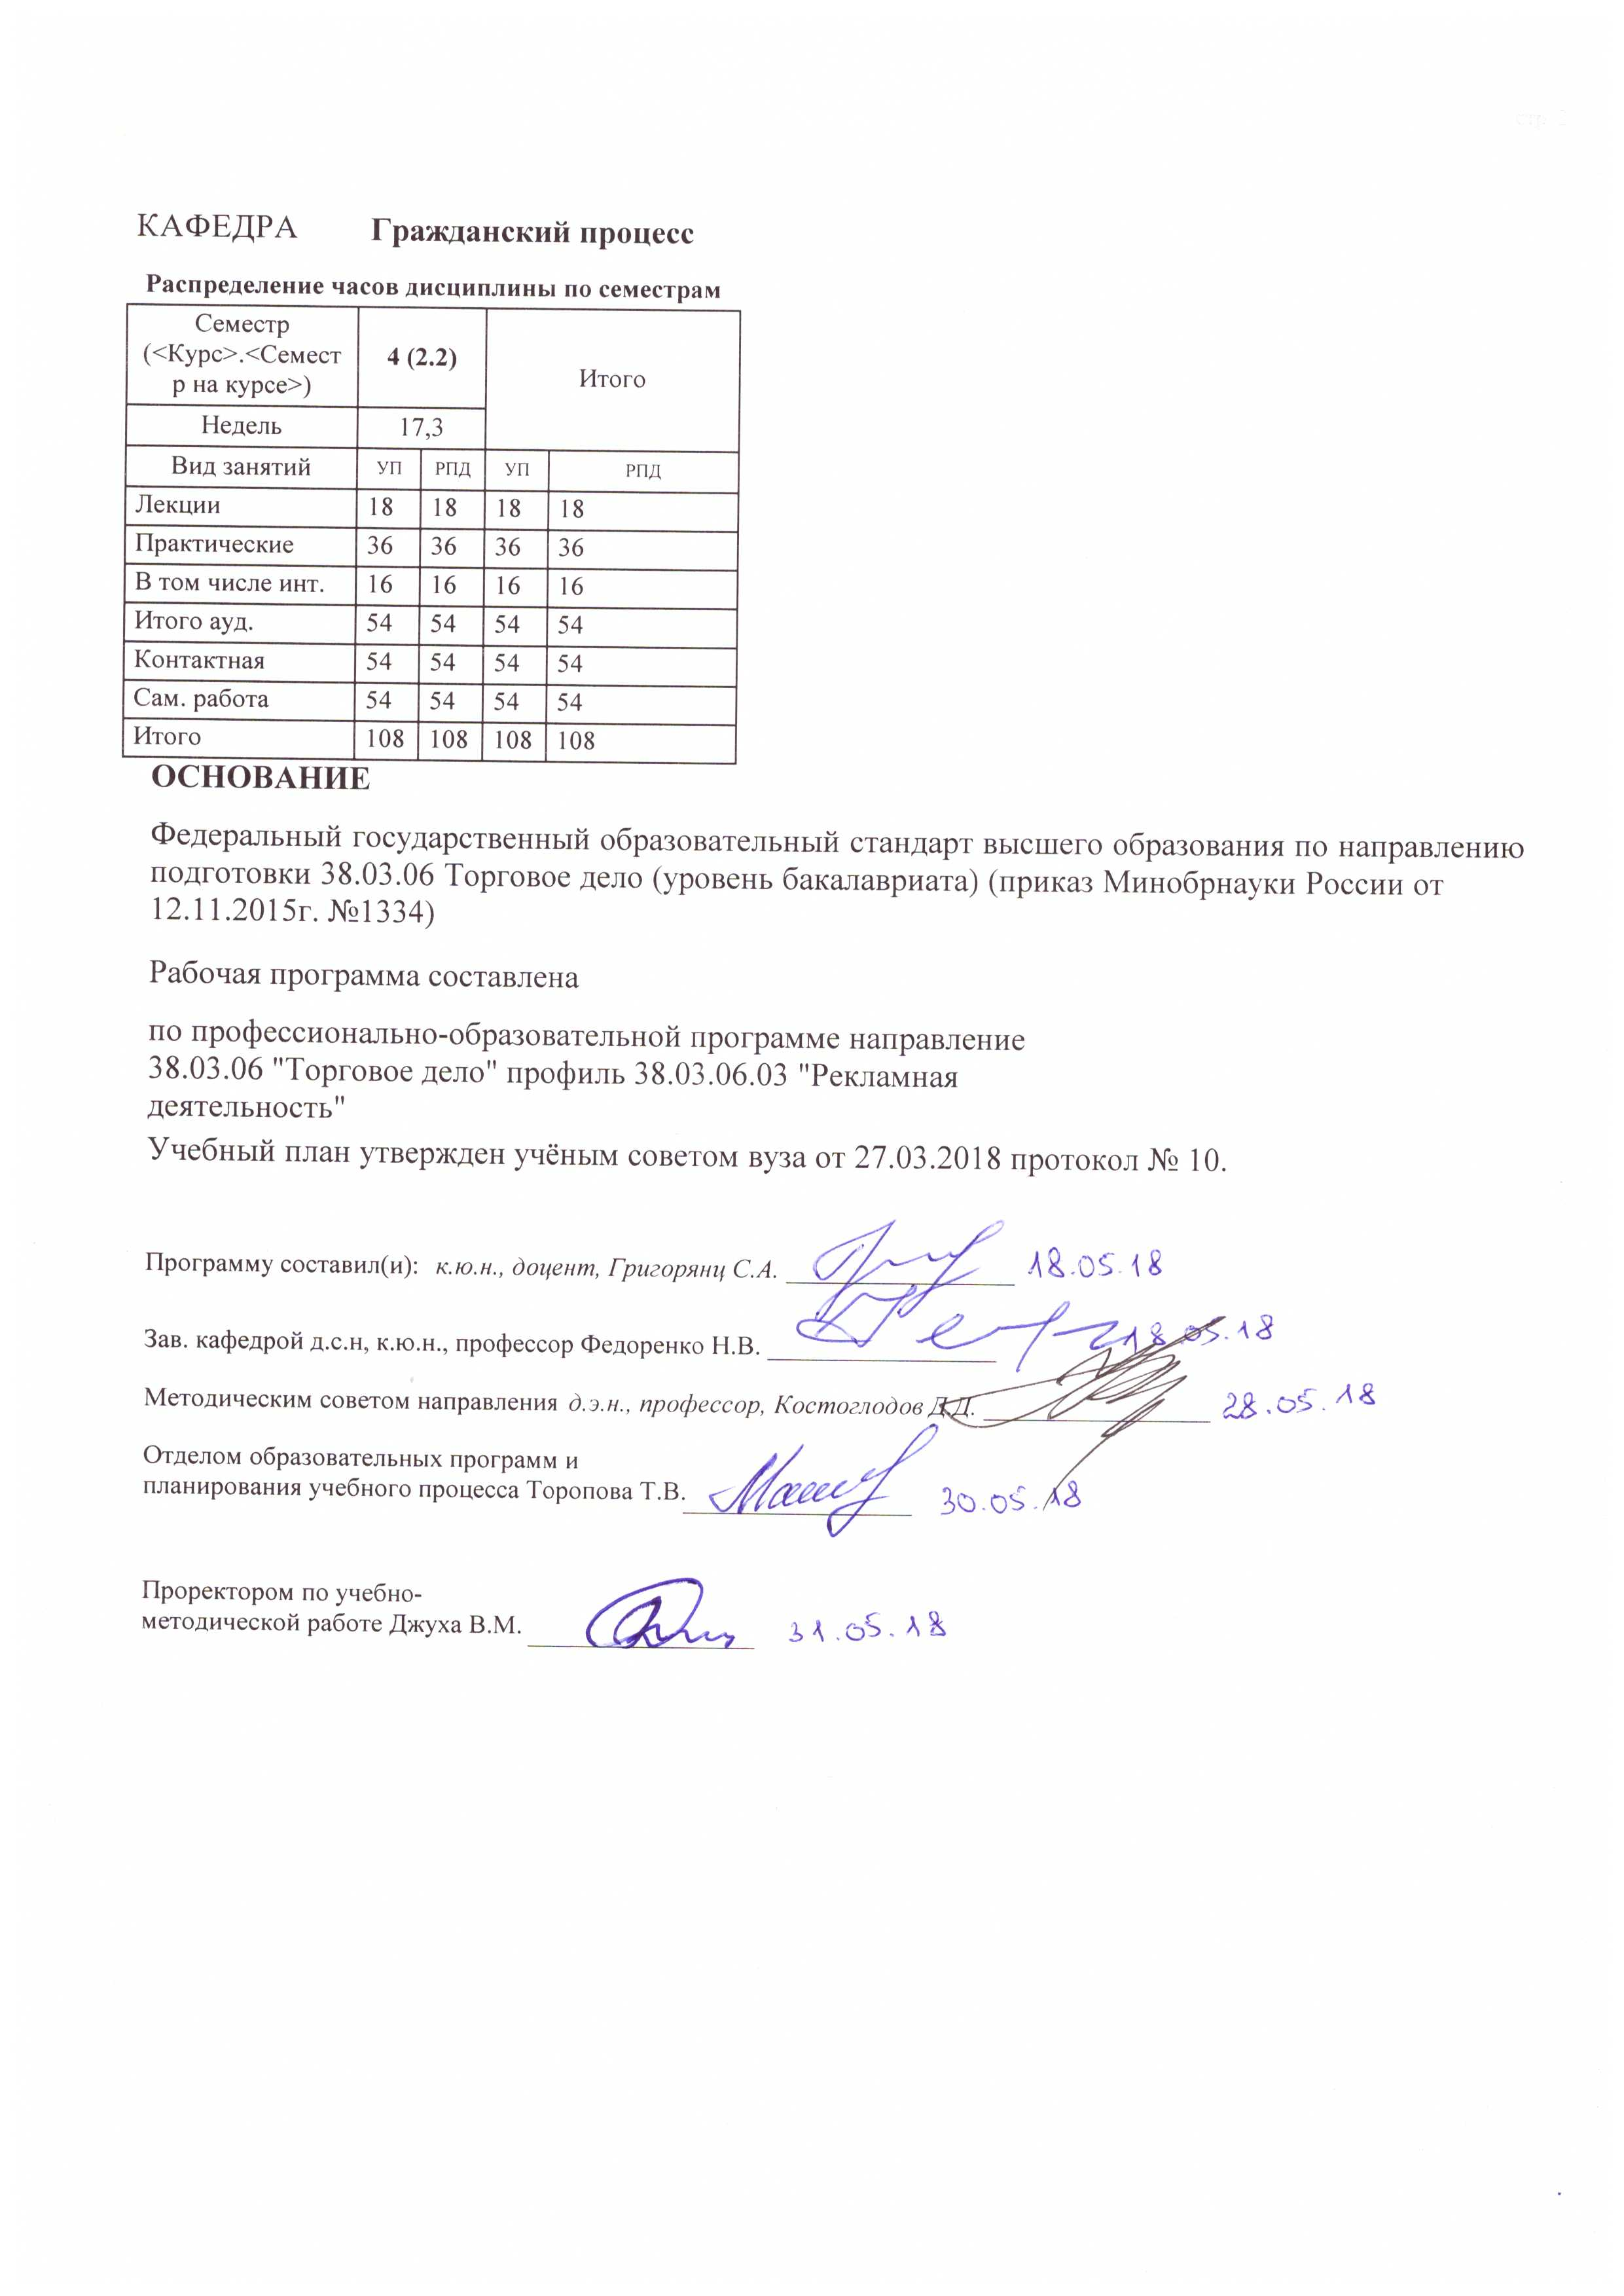 КАФЕДРА Гражданский процесс
Распределение часов дисциплины по семестрам
Семестр
(<Курс>.<Семест
р на курсе>)
4 (2.2)
Итого
Недель 17,3
Вид занятий УП РПД УП РПД
Лекции 18 18 18 18
Практические 36 36 36 36
В том числе инт. 16 16 16 16
Итого ауд. 54 54 54 54
Контактная 54 54 54 54
Сам. работа 54 54 54 54
Итого 108 108 108 108
ОСНОВАНИЕ
Федеральный государственный образовательный стандарт высшего образования по направлению
подготовки 38.03.06 Торговое дело (уровень бакалавриата) (приказ Минобрнауки России от
12.11.2015г. №1334)
Рабочая программа составлена
по профессионально-образовательной программе направление
38.03.06 "Торговое дело" профиль 38.03.06.03 "Рекламная
деятельность"
Учебный план утвержден учёным советом вуза от 27.03.2018 протокол № 10.
Программу составил(и): к.ю.н., доцент, Григорянц С.А. 18.05.18
Зав. кафедрой д.с.н, к.ю.н., профессор Федоренко Н.В. 18.05.18
Методическим советом направления д.э.н., профессор, Костоглодов Д.Д. 28.05.18
Отделом образовательных программ и
планирования учебного процесса Торопова Т.В. 30.05.18
Проректором по учебно-
методической работе Джуха В.М. 31.05.18